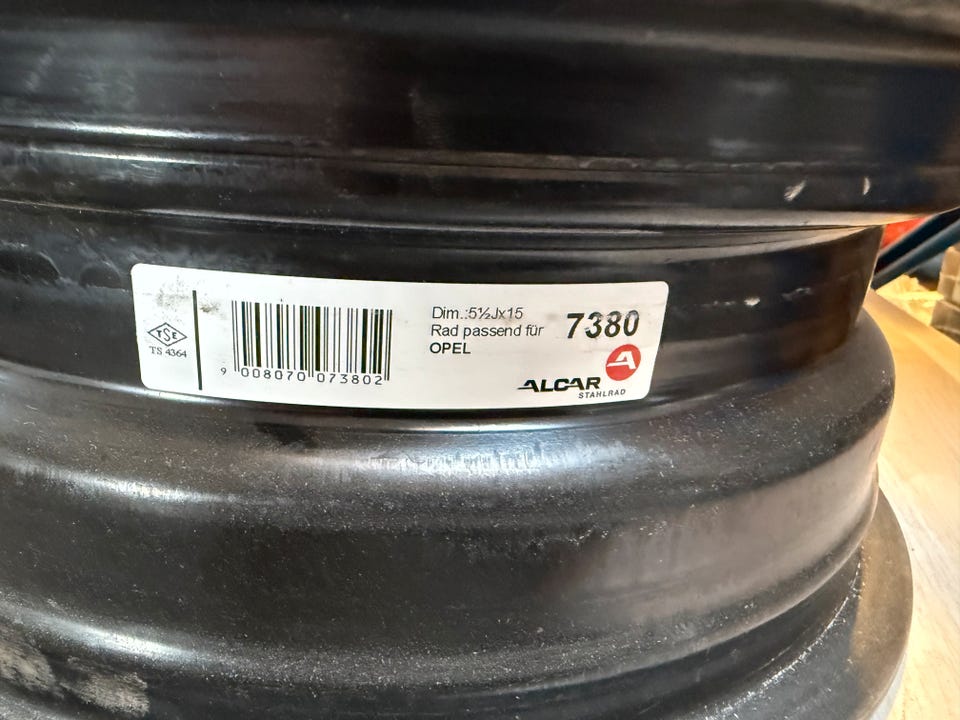 TSE
TS 4364
9 008070 073802
Dim.:5½Jx15
Rad passend für
OPEL
7380
ALCAR
STAHLRAD